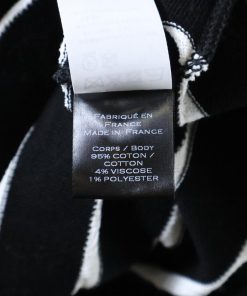 FABRIQUÉ EN
FRANCE
MADE IN FRANCE
CORPS / BODY
95% COTON /
COTTON
4% VISCOSE
1% POLYESTER